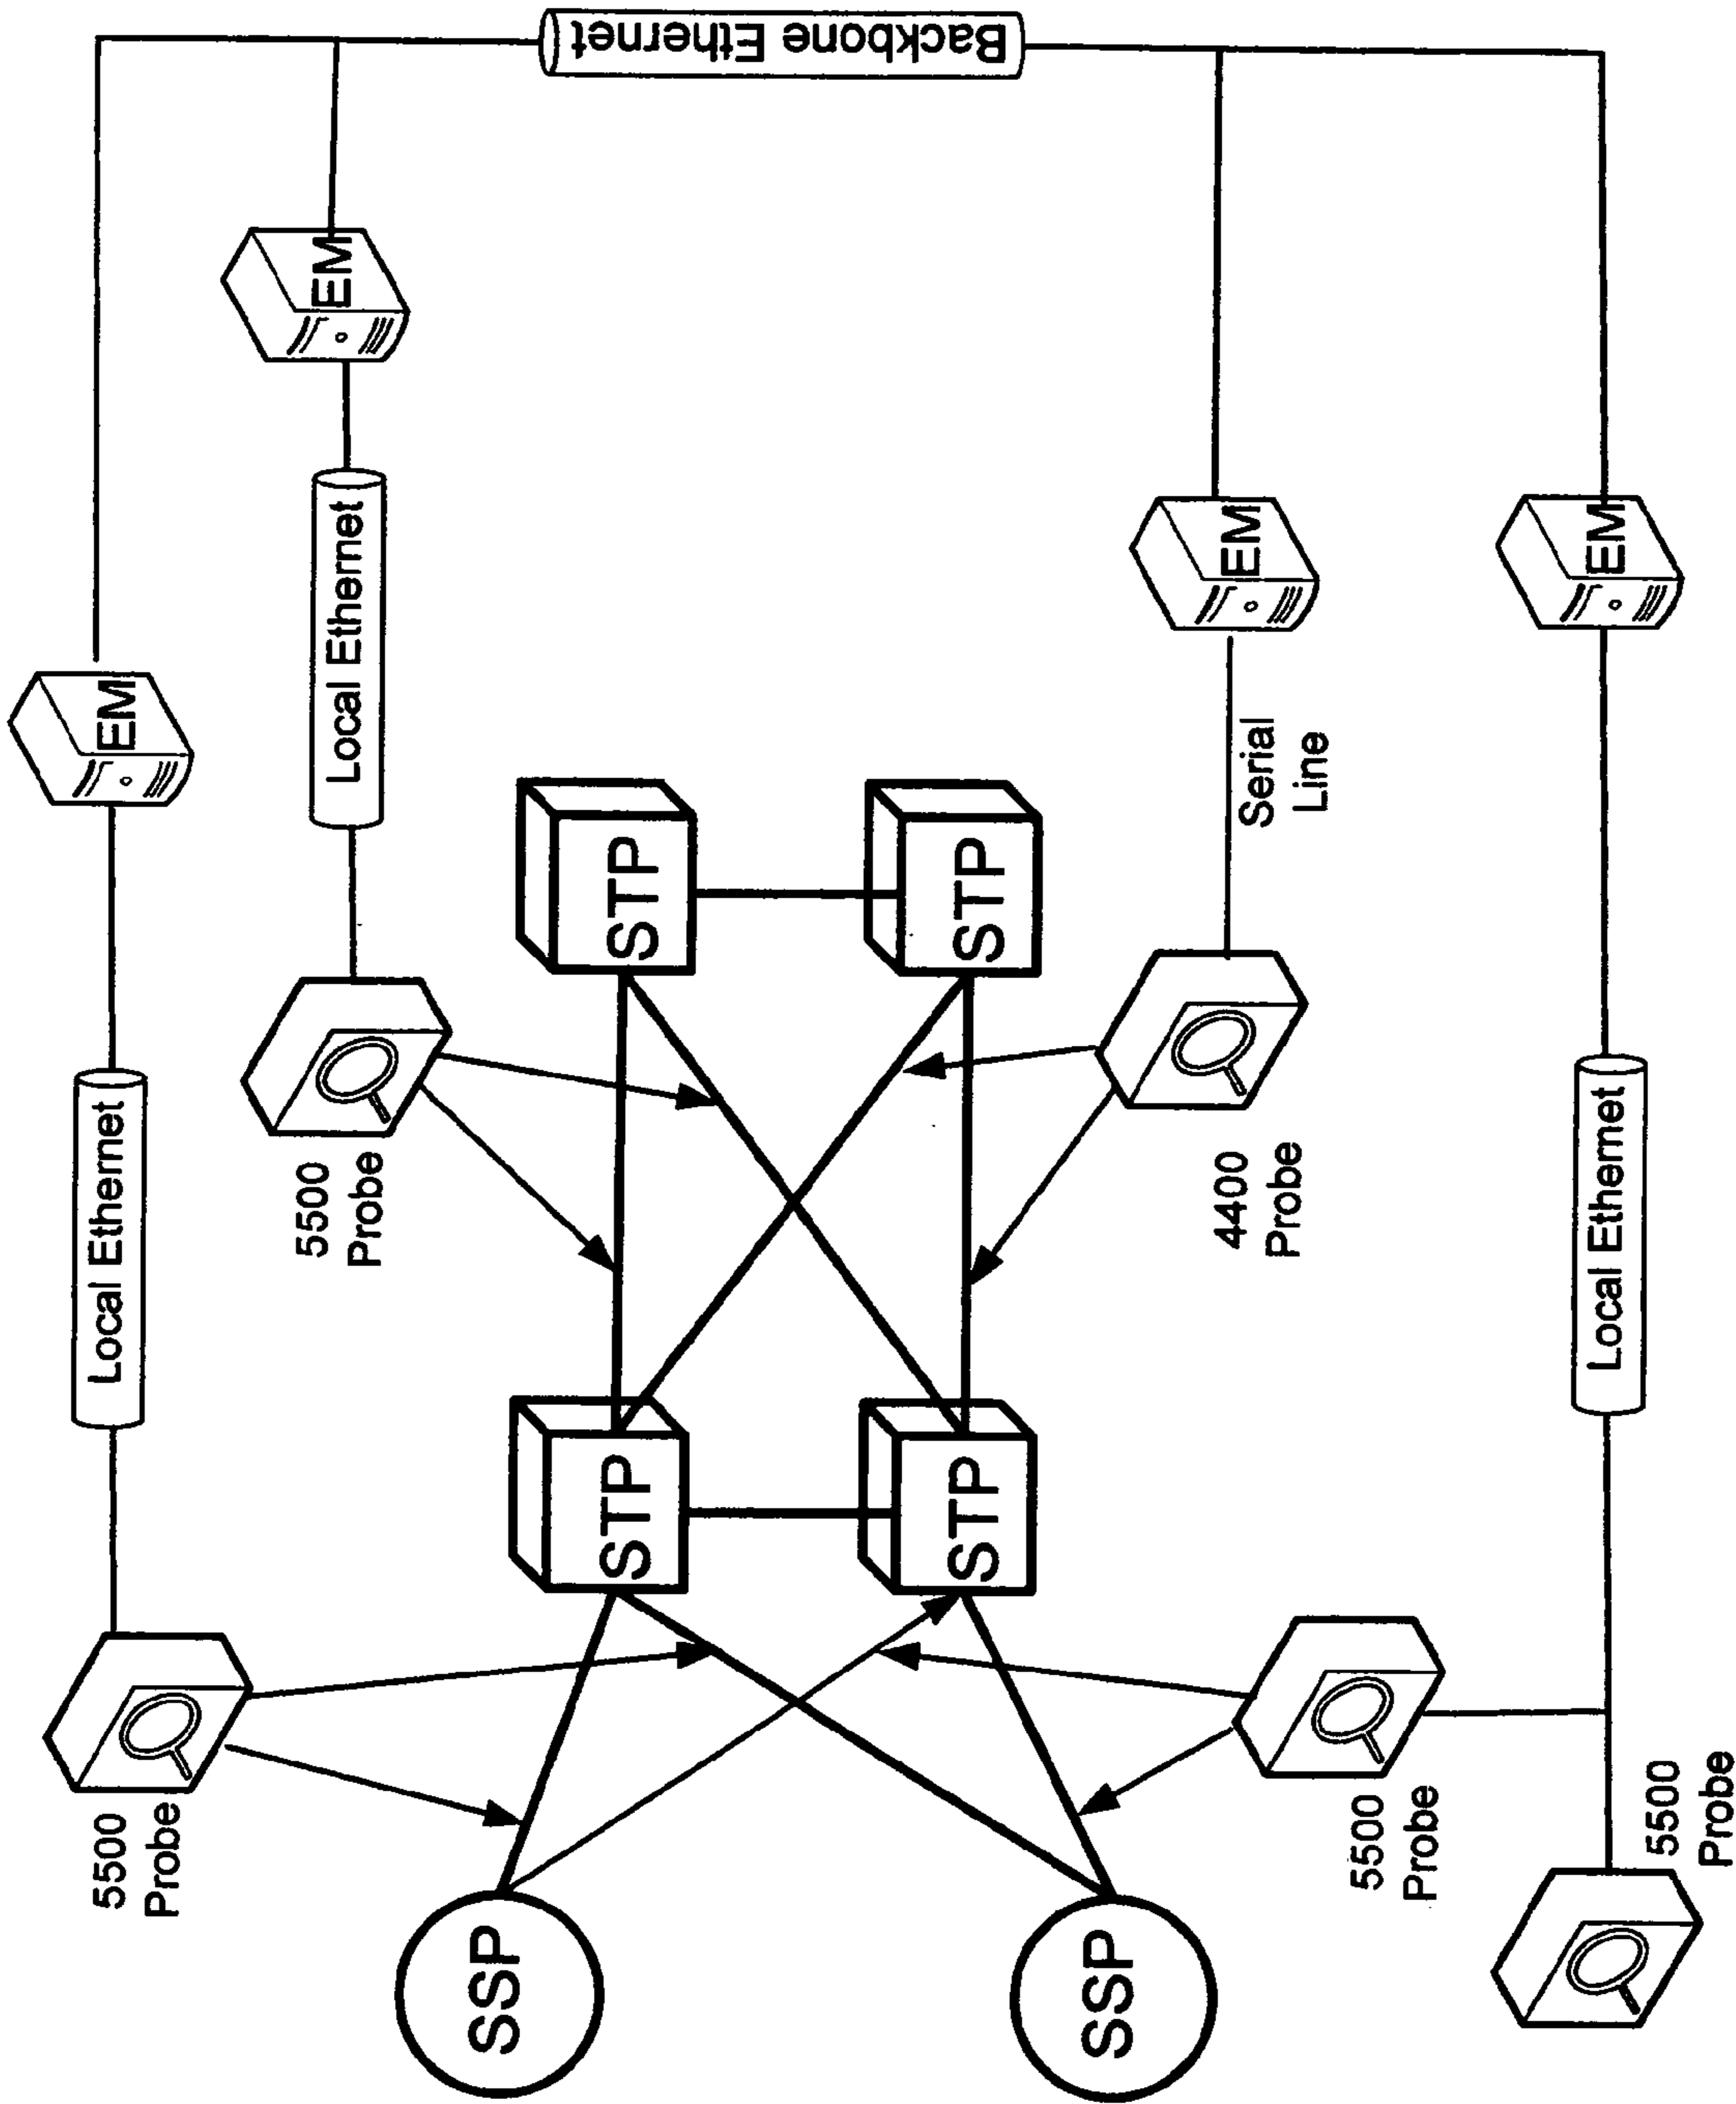 5500
Probe
Local Ethernet
EM
5500
Probe
Local Ethernet
EM
SSP
STP
STP
Backbone Ethernet
STP
STP
SSP
4400
Probe
Serial
Line
EM
5500
Probe
5500
Probe
Local Ethernet
EM